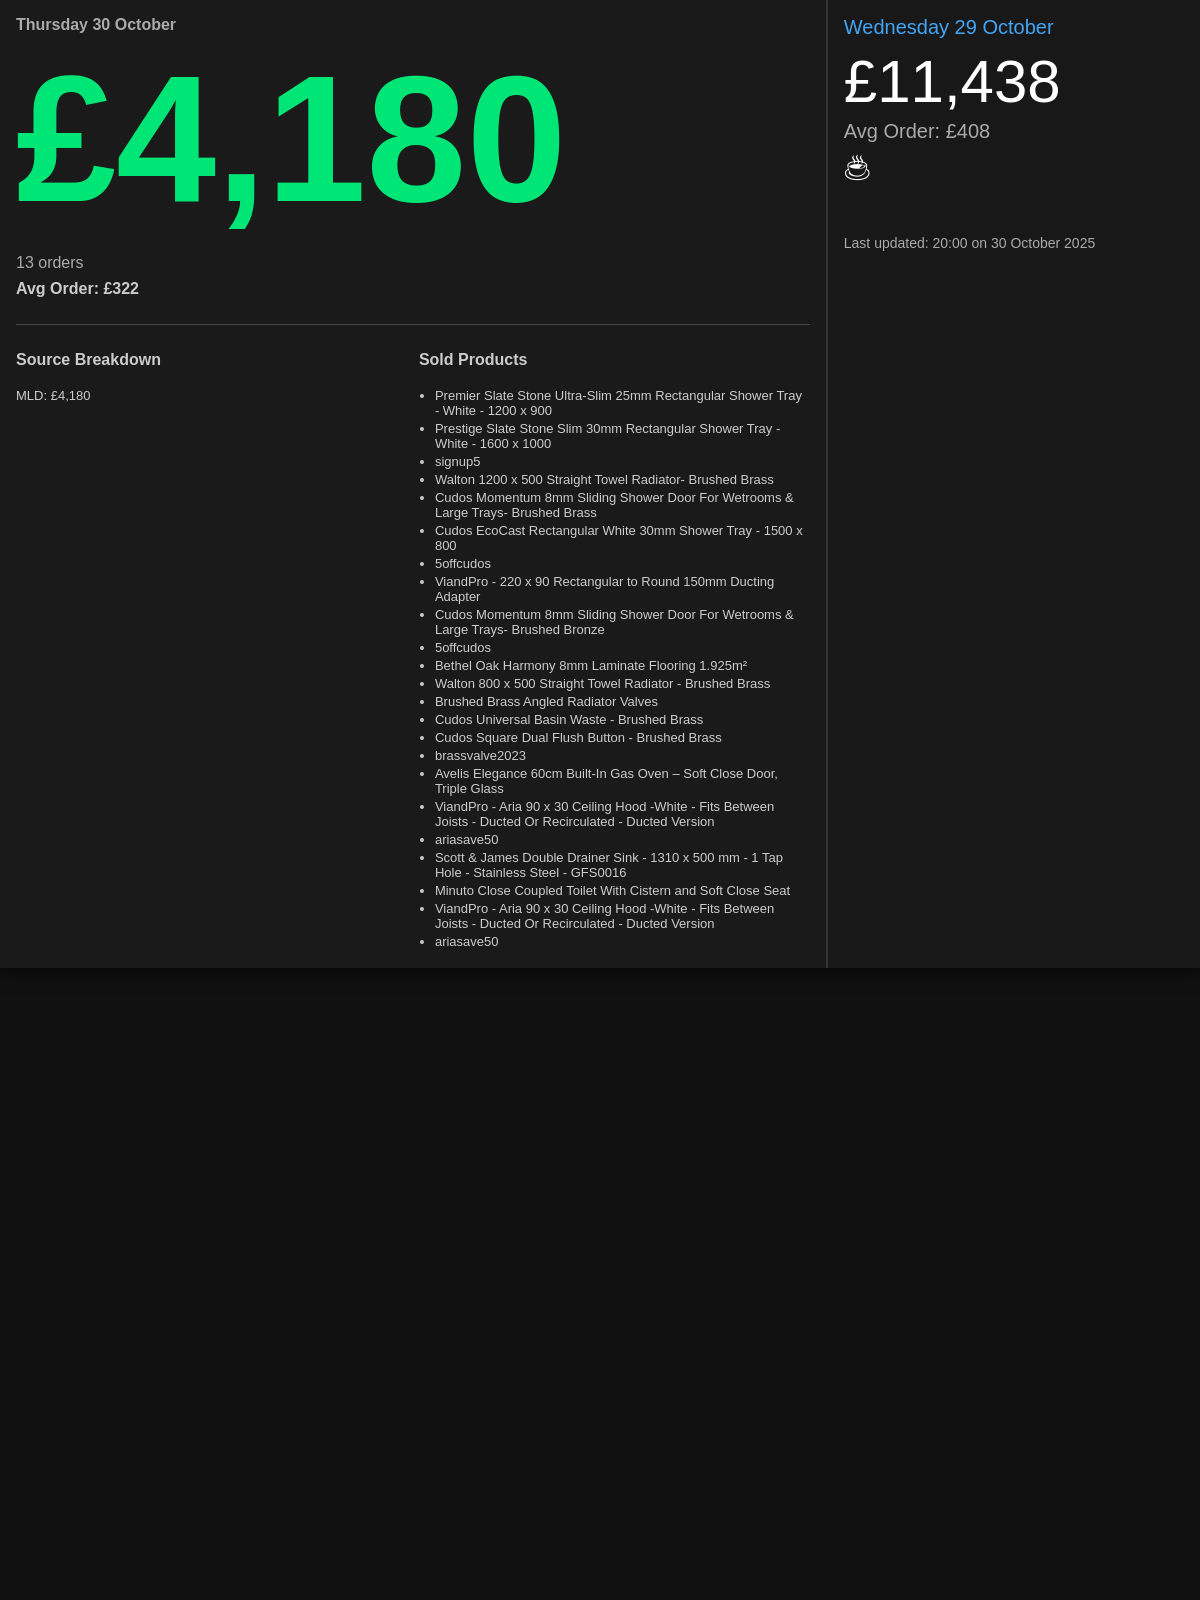 Thursday 30 October
£4,180
13 orders
Avg Order: £322
Source Breakdown
MLD: £4,180
Sold Products
• Premier Slate Stone Ultra-Slim 25mm Rectangular Shower Tray
- White - 1200 x 900
• Prestige Slate Stone Slim 30mm Rectangular Shower Tray -
White - 1600 x 1000
• signup5
• Walton 1200 x 500 Straight Towel Radiator- Brushed Brass
• Cudos Momentum 8mm Sliding Shower Door For Wetrooms &
Large Trays- Brushed Brass
• Cudos EcoCast Rectangular White 30mm Shower Tray - 1500 x
800
• 5offcudos
• ViandPro - 220 x 90 Rectangular to Round 150mm Ducting
Adapter
• Cudos Momentum 8mm Sliding Shower Door For Wetrooms &
Large Trays- Brushed Bronze
• 5offcudos
• Bethel Oak Harmony 8mm Laminate Flooring 1.925m²
• Walton 800 x 500 Straight Towel Radiator - Brushed Brass
• Brushed Brass Angled Radiator Valves
• Cudos Universal Basin Waste - Brushed Brass
• Cudos Square Dual Flush Button - Brushed Brass
• brassvalve2023
• Avelis Elegance 60cm Built-In Gas Oven – Soft Close Door,
Triple Glass
• ViandPro - Aria 90 x 30 Ceiling Hood -White - Fits Between
Joists - Ducted Or Recirculated - Ducted Version
• ariasave50
• Scott & James Double Drainer Sink - 1310 x 500 mm - 1 Tap
Hole - Stainless Steel - GFS0016
• Minuto Close Coupled Toilet With Cistern and Soft Close Seat
• ViandPro - Aria 90 x 30 Ceiling Hood -White - Fits Between
Joists - Ducted Or Recirculated - Ducted Version
• ariasave50
Wednesday 29 October
£11,438
Avg Order: £408
☕
Last updated: 20:00 on 30 October 2025